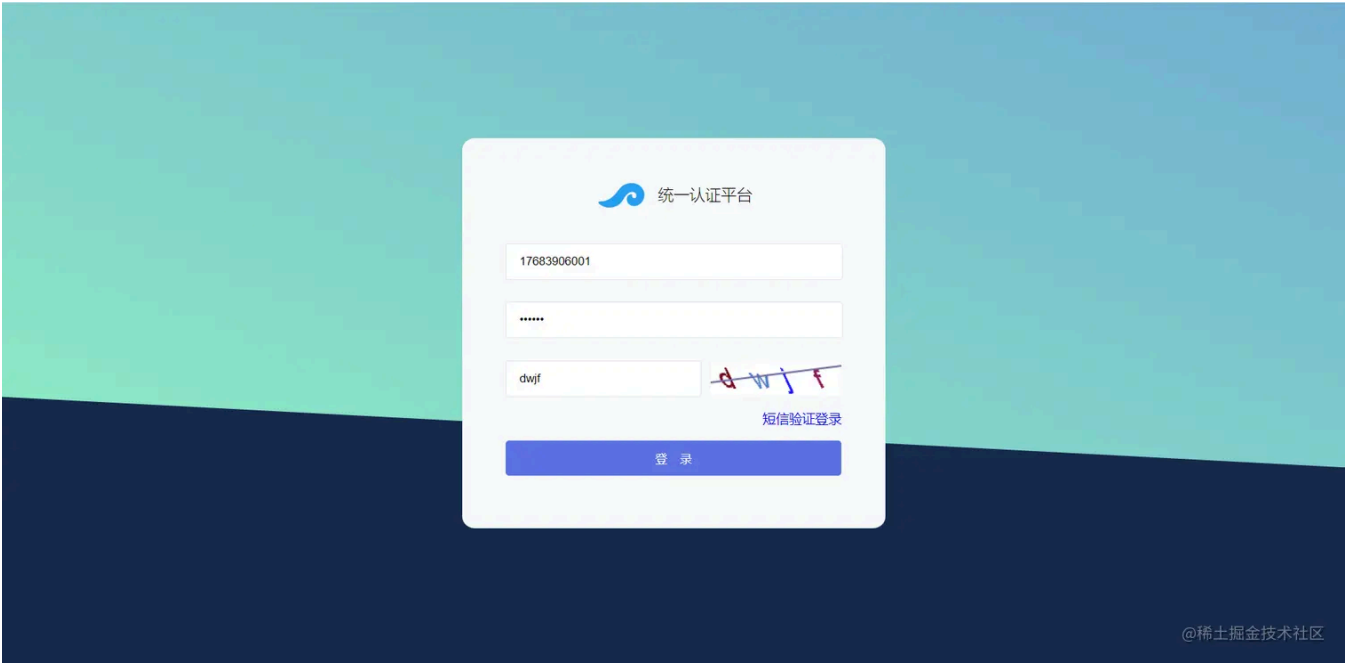 统一认证平台
17683906001
••••••
dwjf
d w j f
短信验证登录
登 录
@稀土掘金技术社区